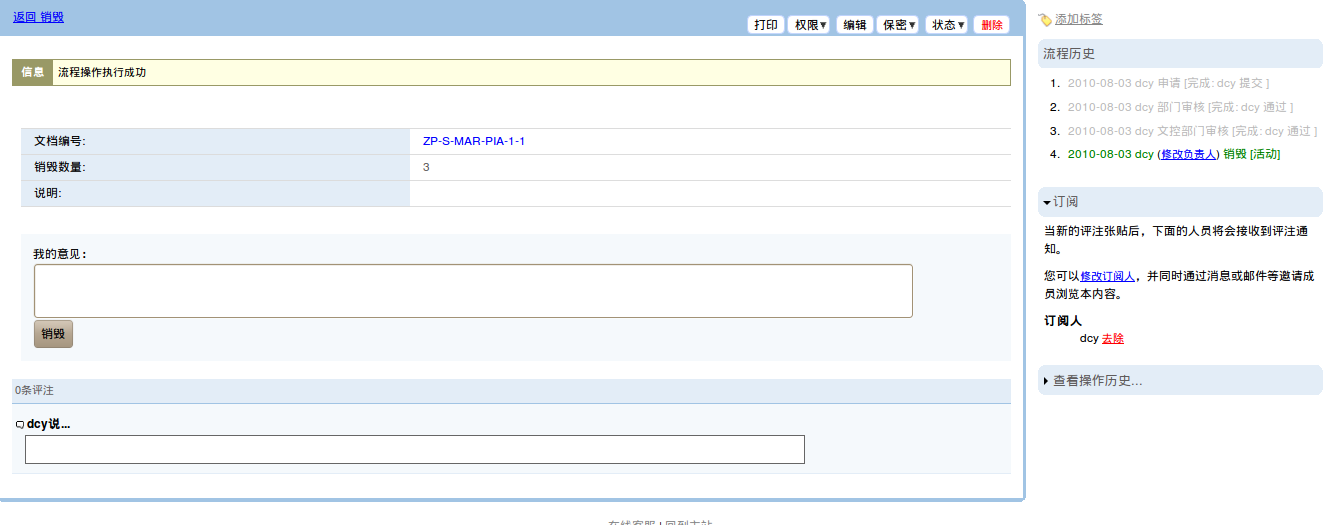 返回 销毁
打印 权限▾ 编辑 保密▾ 状态▾ 删除
信息 流程操作执行成功
文档编号: ZP-S-MAR-PIA-1-1
销毁数量: 3
说明:
我的意见：
销毁
0条评注
dcy说...
添加标签
流程历史
1. 2010-08-03 dcy 申请 [完成: dcy 提交 ]
2. 2010-08-03 dcy 部门审核 [完成: dcy 通过 ]
3. 2010-08-03 dcy 文控部门审核 [完成: dcy 通过 ]
4. 2010-08-03 dcy (修改负责人) 销毁 [活动]
订阅
当新的评注张贴后，下面的人员将会接收到评注通
知。
您可以修改订阅人，并同时通过消息或邮件等邀请成
员浏览本内容。
订阅人
dcy 去除
查看操作历史...
在线客服 | 回到主站